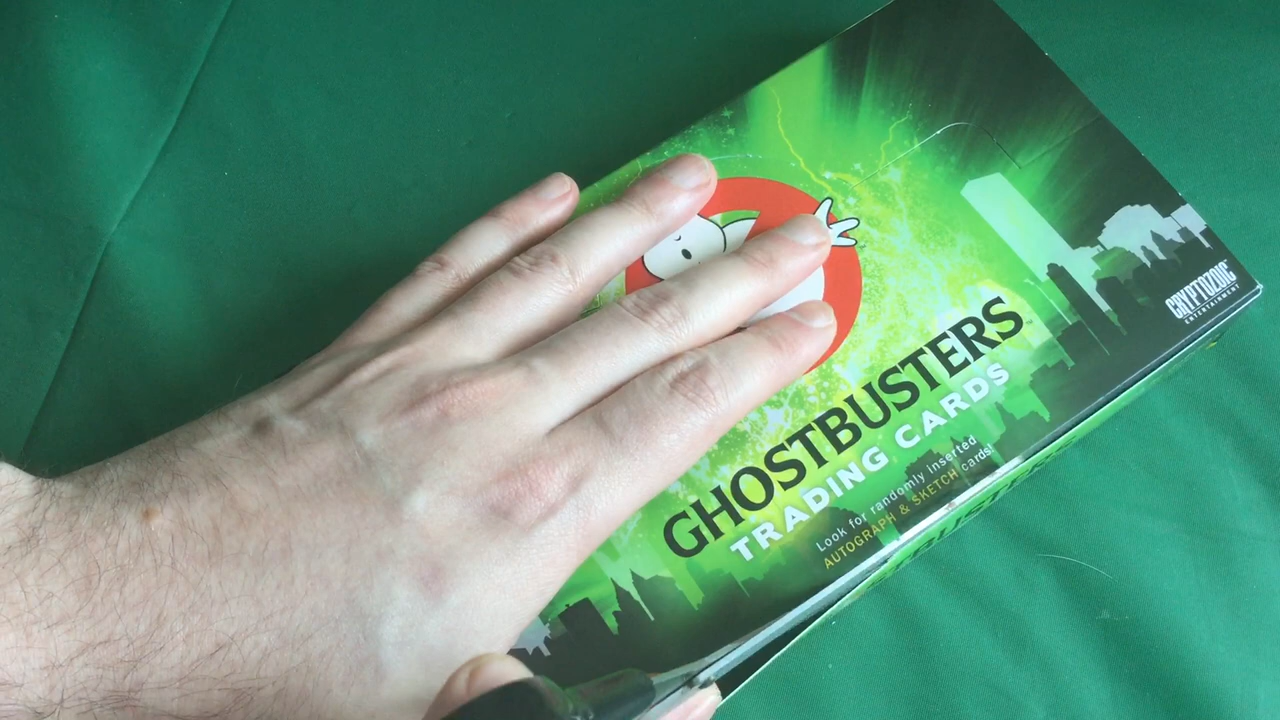 GHOSTBUSTERS
TRADING CARDS
Look for randomly inserted
AUTOGRAPH & SKETCH cards!
CRYPTOZOIC
ENTERTAINMENT